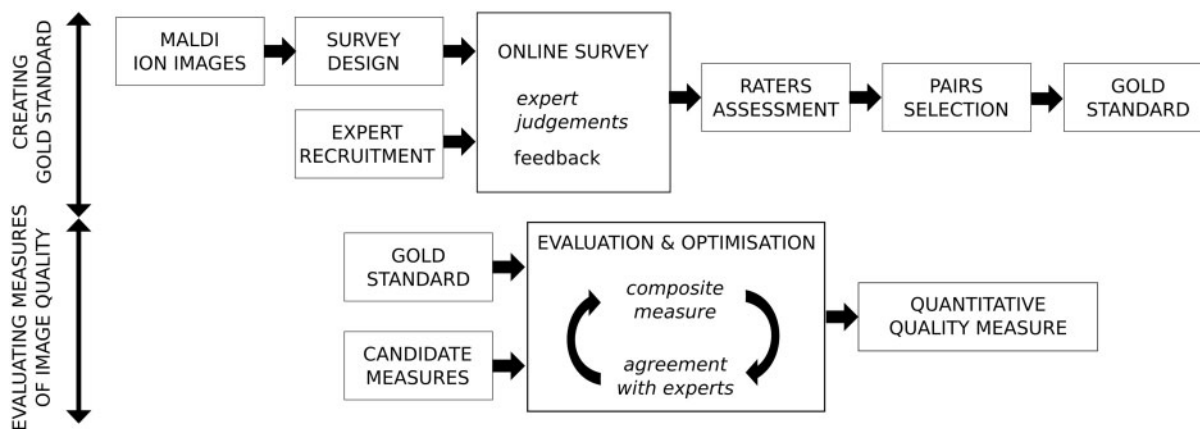 CREATING
GOLD STANDARD
MALDI
ION IMAGES
SURVEY
DESIGN
EXPERT
RECRUITMENT
ONLINE SURVEY
expert
judgements
feedback
RATERS
ASSESSMENT
PAIRS
SELECTION
GOLD
STANDARD
EVALUATING MEASURES
OF IMAGE QUALITY
GOLD
STANDARD
CANDIDATE
MEASURES
EVALUATION & OPTIMISATION
composite
measure
agreement
with experts
QUANTITATIVE
QUALITY MEASURE